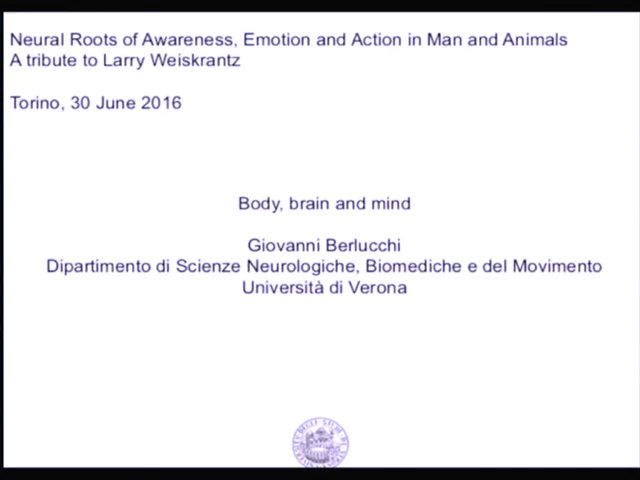 Neural Roots of Awareness, Emotion and Action in Man and Animals
A tribute to Larry Weiskrantz
Torino, 30 June 2016
Body, brain and mind
Giovanni Berlucchi
Dipartimento di Scienze Neurologiche, Biomediche e del Movimento
Università di Verona